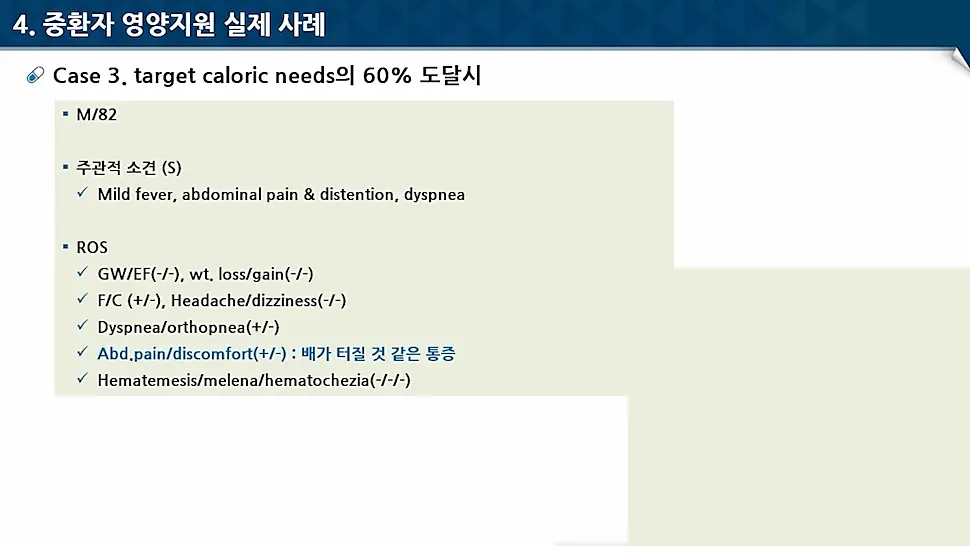 4. 중환자 영양지원 실제 사례
Case 3. target caloric needs의 60% 도달시
▪ M/82
▪ 주관적 소견 (S)
✓ Mild fever, abdominal pain & distention, dyspnea
▪ ROS
✓ GW/EF(-/-), wt. loss/gain(-/-)
✓ F/C (+/-), Headache/dizziness(-/-)
✓ Dyspnea/orthopnea(+/-)
✓ Abd.pain/discomfort(+/-) : 배가 터질 것 같은 통증
✓ Hematemesis/melena/hematochezia(-/-/-)